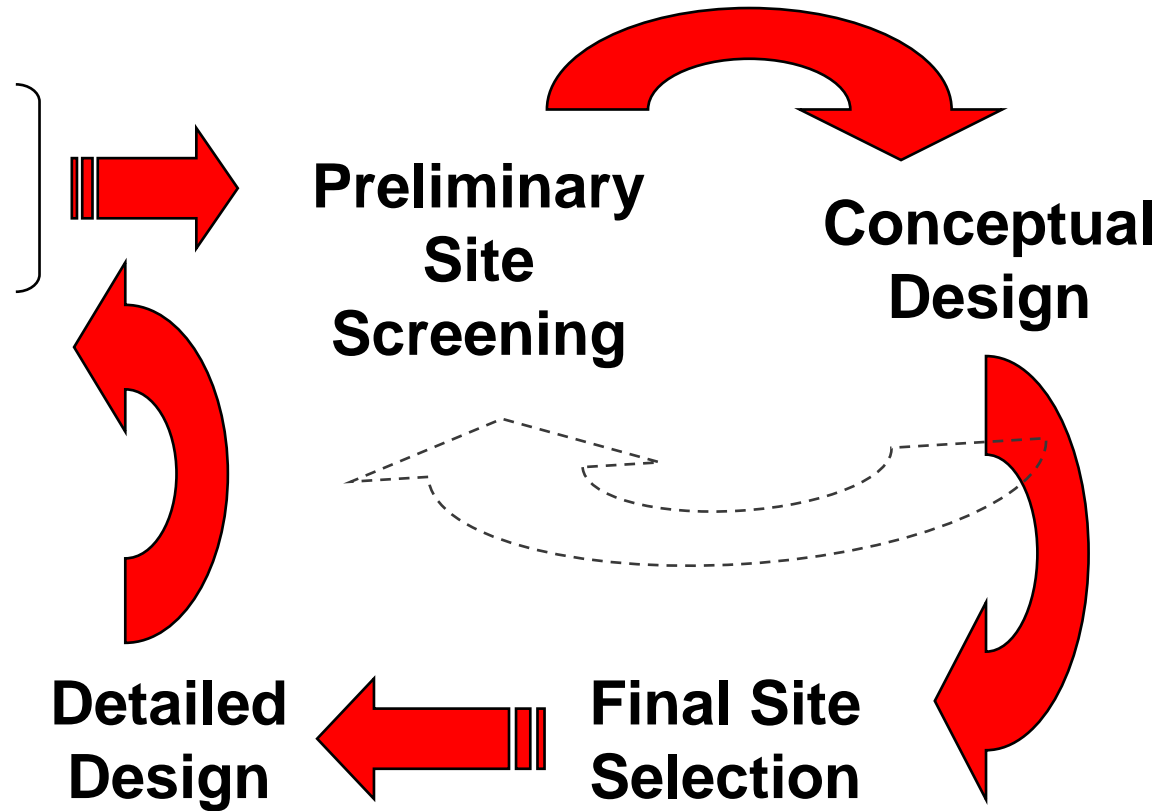 Preliminary
Site
Screening
Conceptual
Design
Final Site
Selection
Detailed
Design